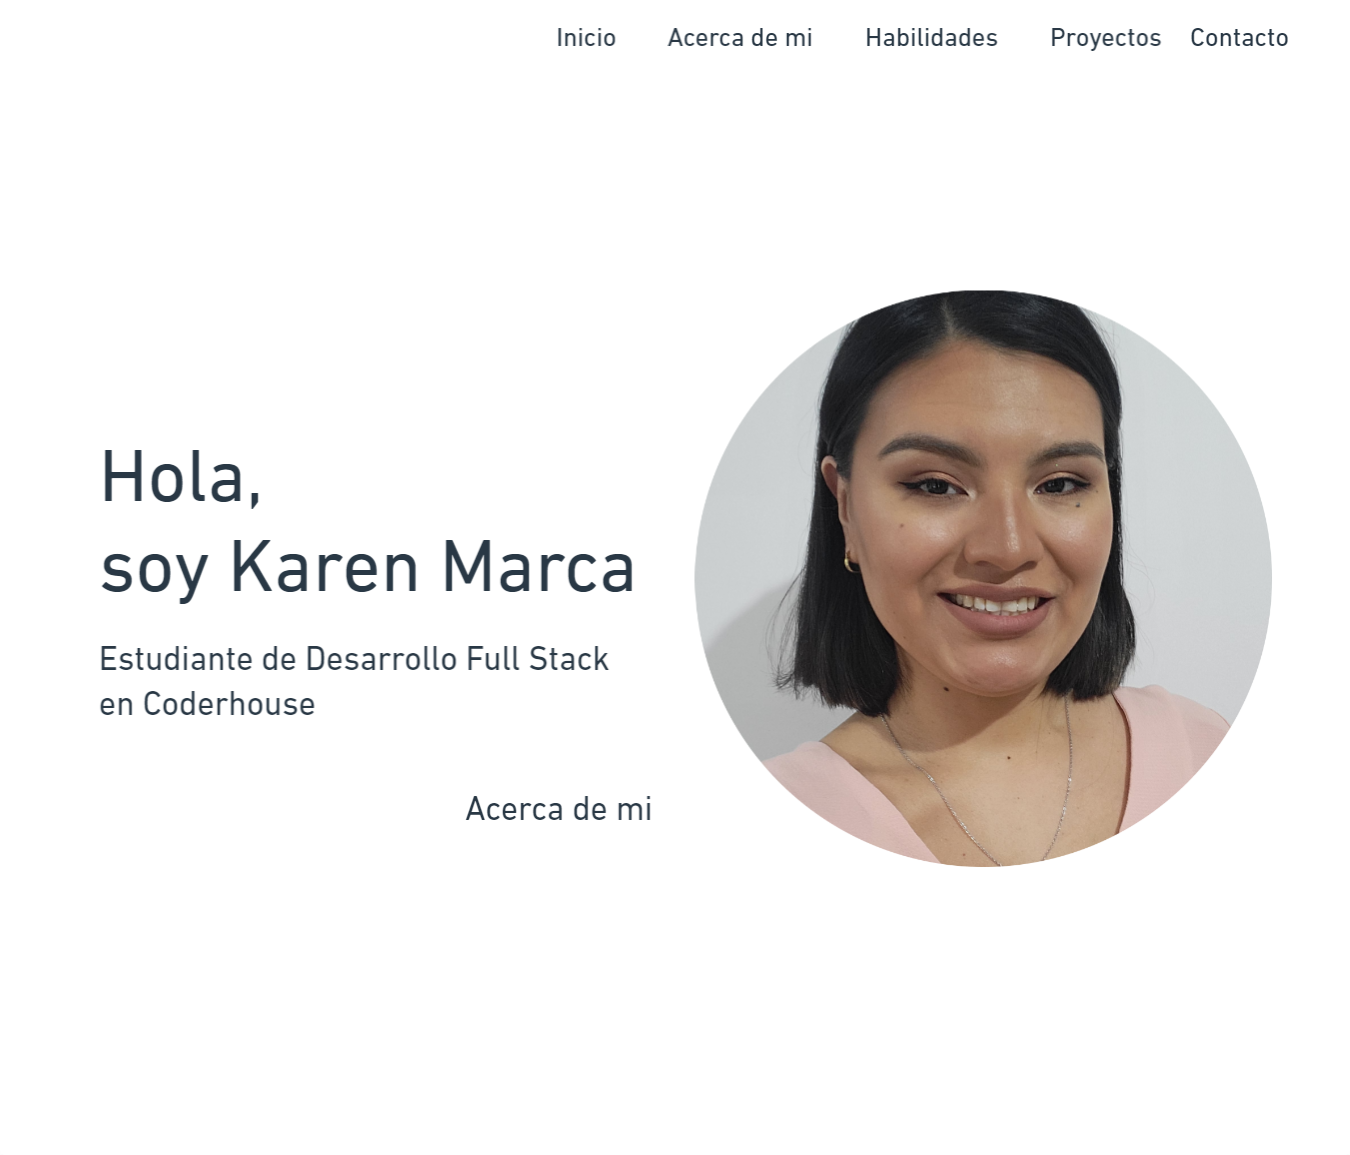 Inicio Acerca de mi Habilidades Proyectos Contacto
Hola,
soy Karen Marca
Estudiante de Desarrollo Full Stack
en Coderhouse
Acerca de mi